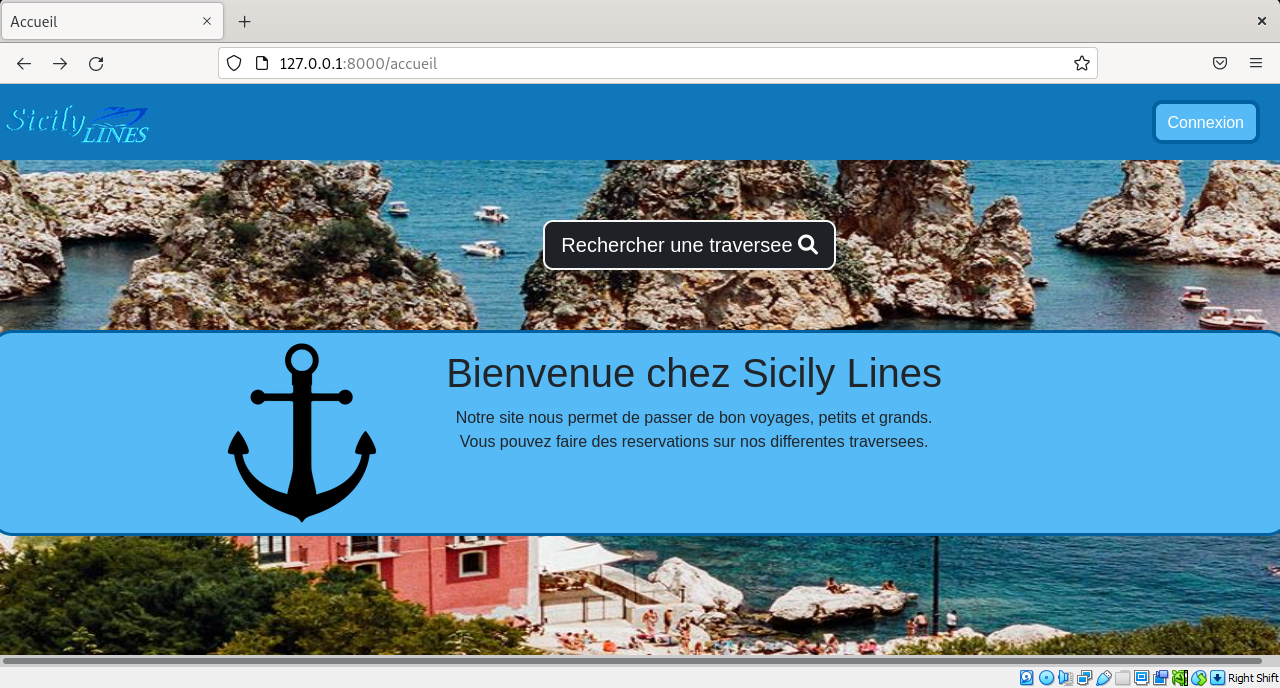 Accueil
127.0.0.1:8000/accueil
Sicily LINES
Connexion
Rechercher une traversee
Bienvenue chez Sicily Lines
Notre site nous permet de passer de bon voyages, petits et grands.
Vous pouvez faire des reservations sur nos differentes traversees.
Right Shift